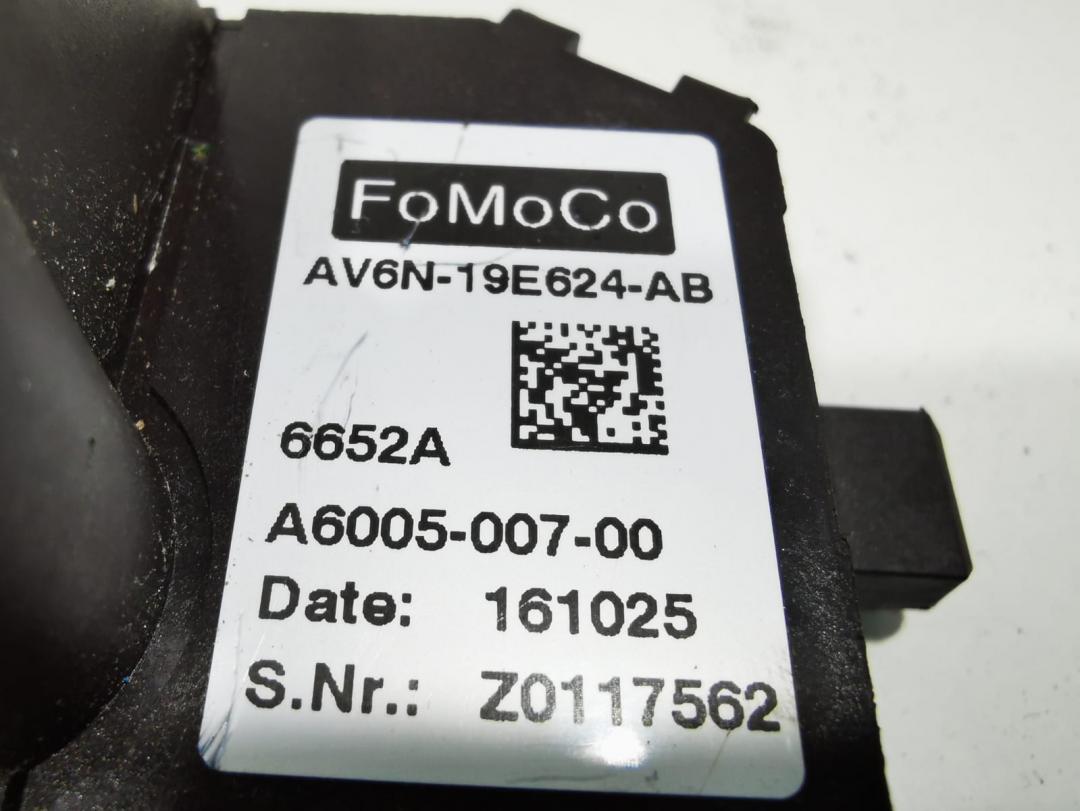 FoMoCo
AV6N-19E624-AB
6652A
A6005-007-00
Date: 161025
S.Nr.: Z0117562